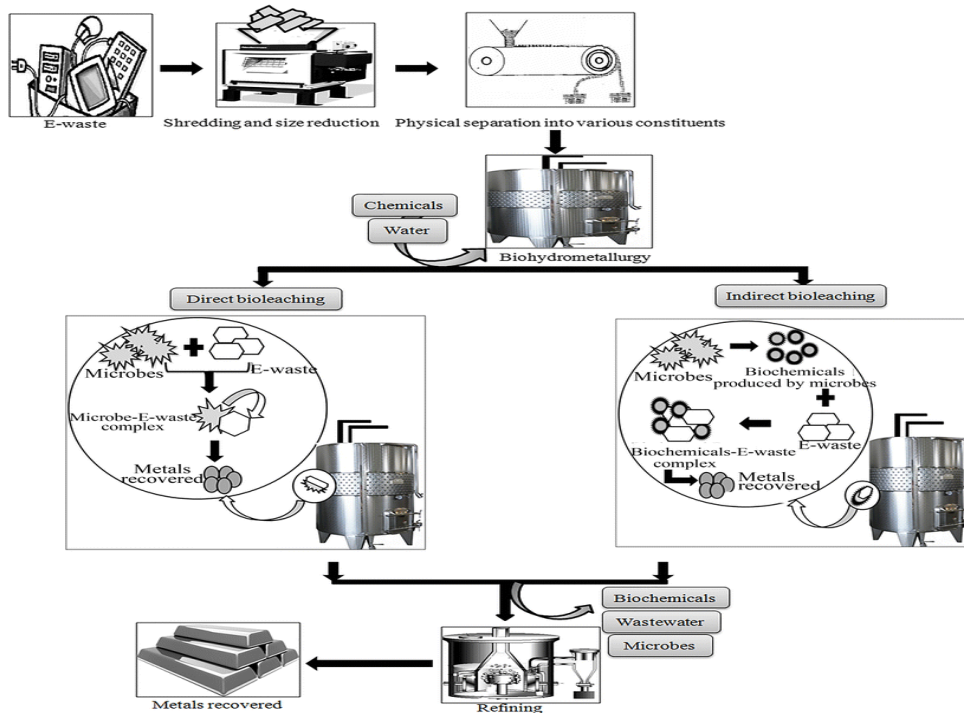 E-waste
Shredding and size reduction
Physical separation into various constituents
Chemicals
Water
Biohydrometallurgy
Direct bioleaching
Indirect bioleaching
Microbes
E-waste
Microbe-E-waste
complex
Metals
recovered
Microbes
Biochemicals
produced by microbes
E-waste
Biochemicals-E-waste
complex
Metals
recovered
Biochemicals
Wastewater
Microbes
Metals recovered
Refining